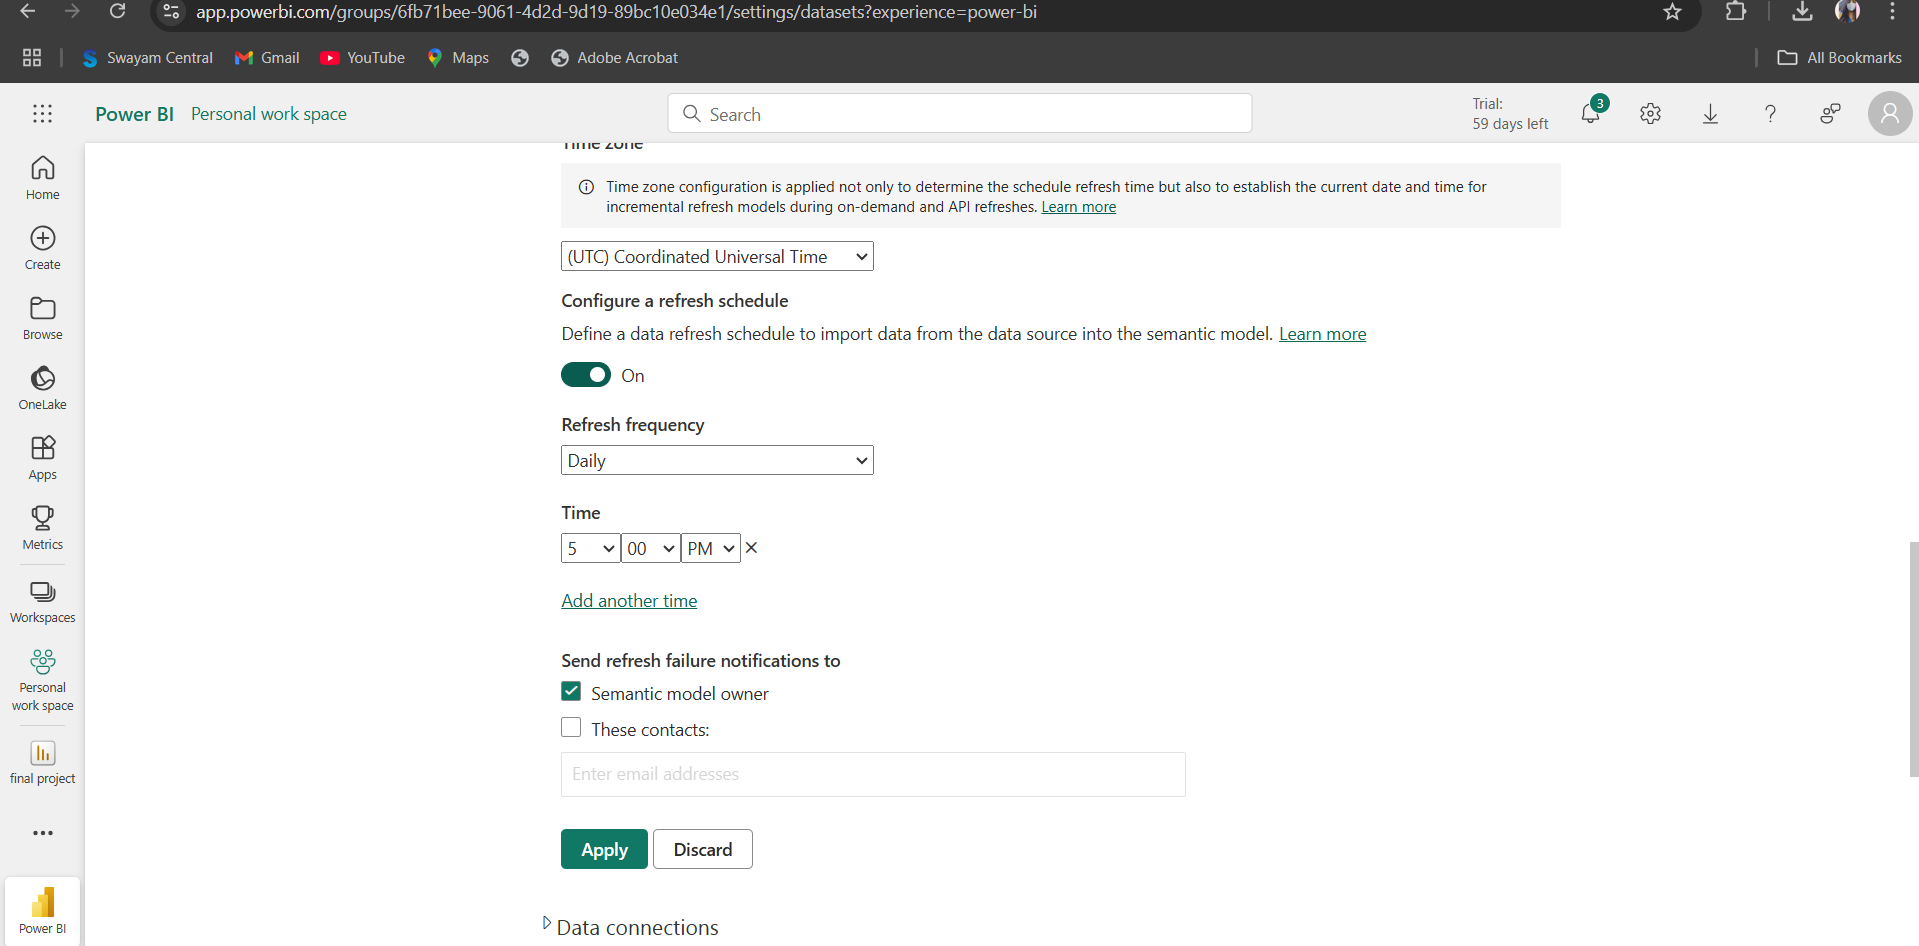 app.powerbi.com/groups/6fb71bee-9061-4d2d-9d19-89bc10e034e1/settings/datasets?experience=power-bi
Swayam Central
Gmail
YouTube
Maps
Adobe Acrobat
All Bookmarks
Power BI
Personal work space
Search
Trial:
59 days left
3
Home
Create
Browse
OneLake
Apps
Metrics
Workspaces
Personal
work space
final project
Power BI
Time zone
Time zone configuration is applied not only to determine the schedule refresh time but also to establish the current date and time for
incremental refresh models during on-demand and API refreshes. Learn more
(UTC) Coordinated Universal Time
Configure a refresh schedule
Define a data refresh schedule to import data from the data source into the semantic model. Learn more
On
Refresh frequency
Daily
Time
5 00 PM
Add another time
Send refresh failure notifications to
Semantic model owner
These contacts:
Enter email addresses
Apply Discard
Data connections